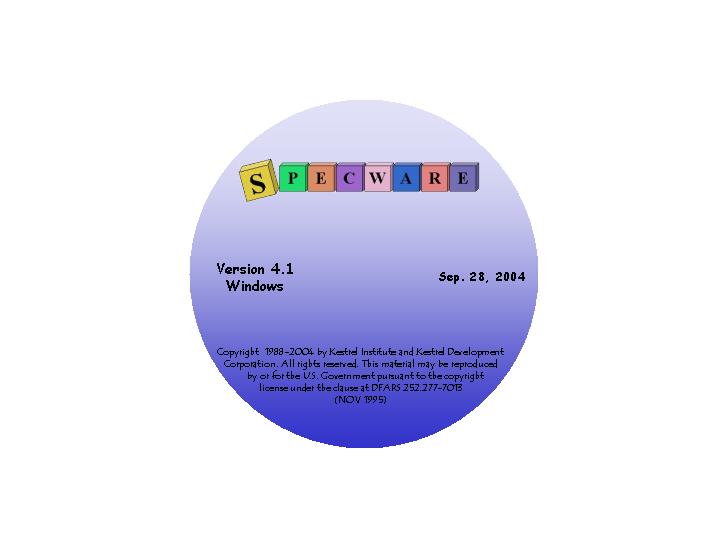 SPECWARE
Version 4.1
Windows
Sep. 28, 2004
Copyright 1988-2004 by Kestrel Institute and Kestrel Development
Corporation. All rights reserved. This material may be reproduced
by or for the U.S. Government pursuant to the copyright
license under the clause at DFARS 252.277-7013
(NOV 1995)